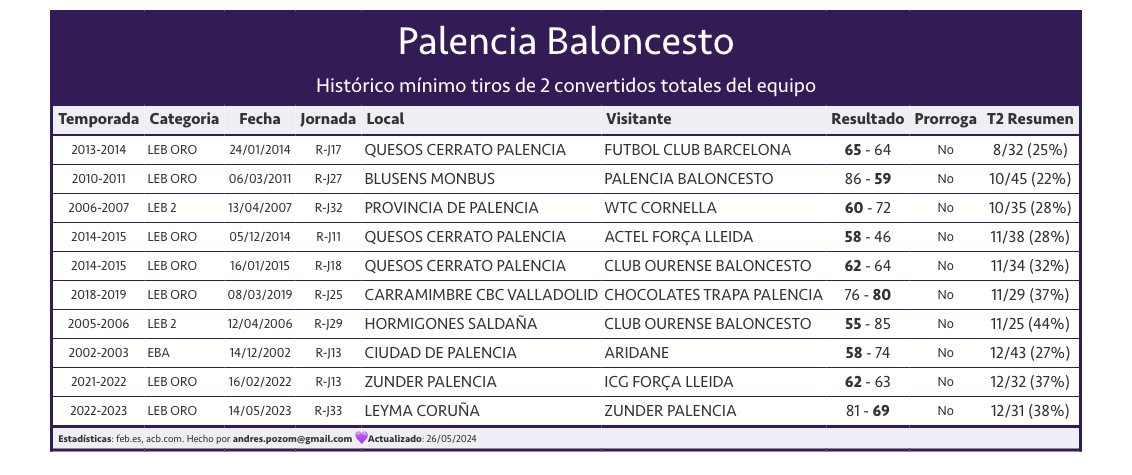 Palencia Baloncesto
Histórico mínimo tiros de 2 convertidos totales del equipo
Temporada Categoria Fecha Jornada Local Visitante Resultado Prorroga T2 Resumen
2013-2014 LEB ORO 24/01/2014 R-J17 QUESOS CERRATO PALENCIA FUTBOL CLUB BARCELONA 65 - 64 No 8/32 (25%)
2010-2011 LEB ORO 06/03/2011 R-J27 BLUSENS MONBUS PALENCIA BALONCESTO 86 - 59 No 10/45 (22%)
2006-2007 LEB 2 13/04/2007 R-J32 PROVINCIA DE PALENCIA WTC CORNELLA 60 - 72 No 10/35 (28%)
2014-2015 LEB ORO 05/12/2014 R-J11 QUESOS CERRATO PALENCIA ACTEL FORÇA LLEIDA 58 - 46 No 11/38 (28%)
2014-2015 LEB ORO 16/01/2015 R-J18 QUESOS CERRATO PALENCIA CLUB OURENSE BALONCESTO 62 - 64 No 11/34 (32%)
2018-2019 LEB ORO 08/03/2019 R-J25 CARRAMIMBRE CBC VALLADOLID CHOCOLATES TRAPA PALENCIA 76 - 80 No 11/29 (37%)
2005-2006 LEB 2 12/04/2006 R-J29 HORMIGONES SALDAÑA CLUB OURENSE BALONCESTO 55 - 85 No 11/25 (44%)
2002-2003 EBA 14/12/2002 R-J13 CIUDAD DE PALENCIA ARIDANE 58 - 74 No 12/43 (27%)
2021-2022 LEB ORO 16/02/2022 R-J13 ZUNDER PALENCIA ICG FORÇA LLEIDA 62 - 63 No 12/32 (37%)
2022-2023 LEB ORO 14/05/2023 R-J33 LEYMA CORUÑA ZUNDER PALENCIA 81 - 69 No 12/31 (38%)
Estadísticas: feb.es, acb.com. Hecho por andres.pozom@gmail.com 💜Actualizado: 26/05/2024